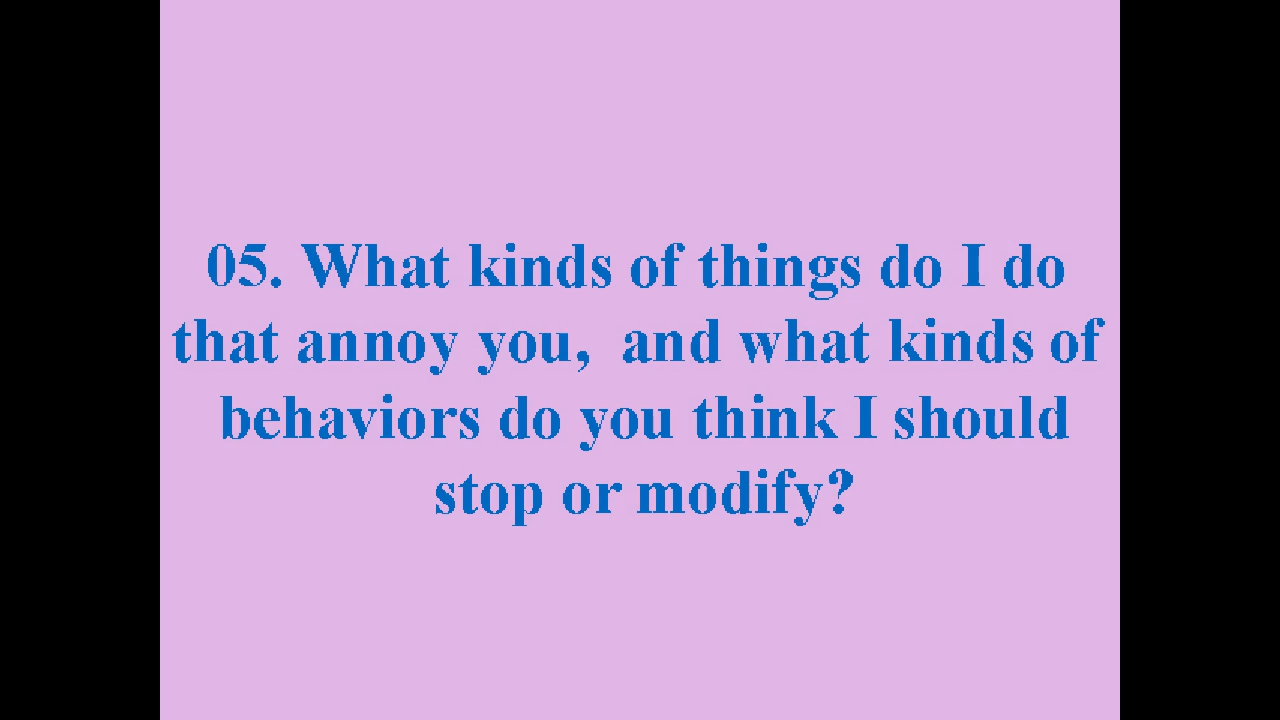 05. What kinds of things do I do
that annoy you,  and what kinds of
behaviors do you think I should
stop or modify?